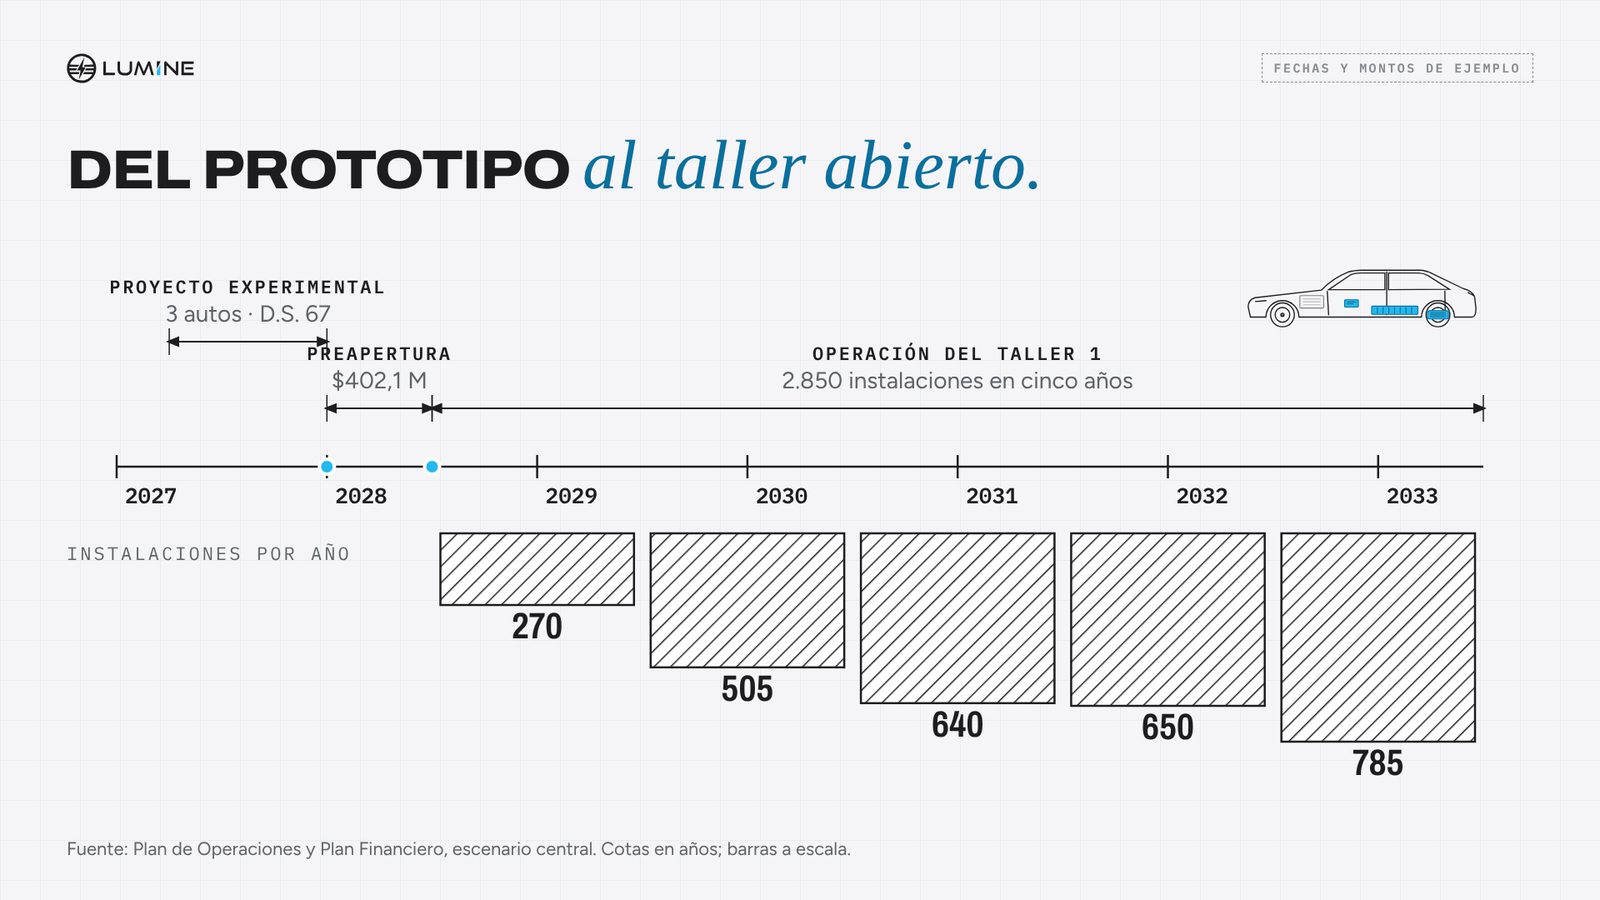 LUMINE
FECHAS Y MONTOS DE EJEMPLO
DEL PROTOTIPO al taller abierto.
PROYECTO EXPERIMENTAL
3 autos · D.S. 67
PREAPERTURA
$402,1 M
OPERACIÓN DEL TALLER 1
2.850 instalaciones en cinco años
2027 2028 2029 2030 2031 2032 2033
INSTALACIONES POR AÑO
270
505
640
650
785
Fuente: Plan de Operaciones y Plan Financiero, escenario central. Cotas en años; barras a escala.